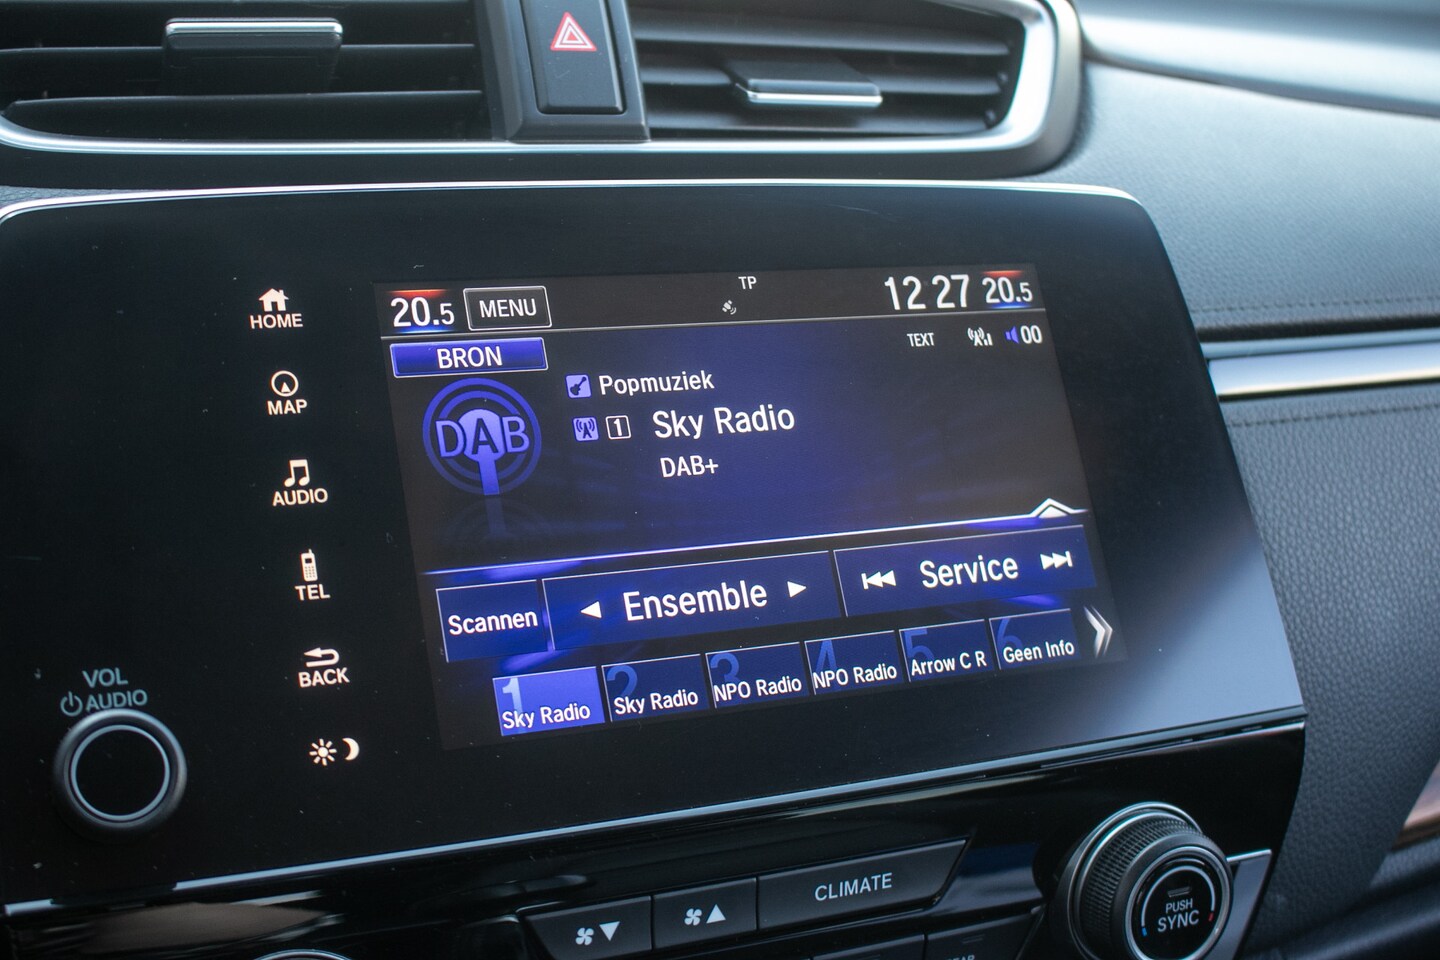 20.5 MENU TP 12 27 20.5
HOME
BRON TEXT 00
Popmuziek
MAP
DAB 1 Sky Radio
DAB+
AUDIO
Scannen Ensemble Service
TEL
1 2 3 4 5 6
Sky Radio Sky Radio NPO Radio NPO Radio Arrow C R Geen Info
BACK
VOL
AUDIO
CLIMATE
PUSH
SYNC